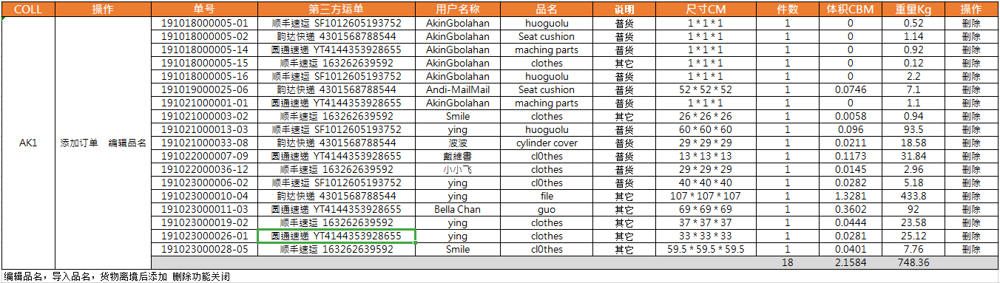 COLL 操作 单号 第三方运单 用户名称 品名 说明 尺寸CM 件数 体积CBM 重量Kg 操作
191018000005-01 顺丰速运 SF1012605193752 AkinGbolahan huoguolu 普货 1 * 1 * 1 1 0 0.52 删除
191018000005-02 韵达快递 4301568788544 AkinGbolahan Seat cushion 普货 1 * 1 * 1 1 0 1.14 删除
191018000005-14 圆通速递 YT4144353928655 AkinGbolahan maching parts 普货 1 * 1 * 1 1 0 0.92 删除
191018000005-15 顺丰速运 163262639592 AkinGbolahan clothes 其它 1 * 1 * 1 1 0 0.12 删除
191018000005-16 顺丰速运 SF1012605193752 AkinGbolahan huoguolu 普货 1 * 1 * 1 1 0 2.2 删除
191019000025-06 韵达快递 4301568788544 Andi-MailMail Seat cushion 普货 52 * 52 * 52 1 0.0746 7.1 删除
191021000001-01 圆通速递 YT4144353928655 AkinGbolahan maching parts 普货 1 * 1 * 1 1 0 1.1 删除
191021000003-02 顺丰速运 163262639592 Smile clothes 其它 26 * 26 * 26 1 0.0058 0.94 删除
191021000013-03 顺丰速运 SF1012605193752 ying huoguolu 普货 60 * 60 * 60 1 0.096 93.5 删除
AK1 添加订单 编辑品名 191021000033-08 韵达快递 4301568788544 波波 cylinder cover 普货 29 * 29 * 29 1 0.0211 18.58 删除
191022000007-09 圆通速递 YT4144353928655 戴維書 cl0thes 普货 13 * 13 * 13 1 0.1173 31.84 删除
191022000036-12 顺丰速运 163262639592 小小飞 clothes 其它 29 * 29 * 29 1 0.0145 2.96 删除
191023000006-02 顺丰速运 SF1012605193752 ying cl0thes 普货 40 * 40 * 40 1 0.0282 5.18 删除
191023000010-04 韵达快递 4301568788544 ying file 其它 107 * 107 * 107 1 1.3281 433.8 删除
191023000011-03 圆通速递 YT4144353928655 Bella Chan guo 其它 69 * 69 * 69 1 0.3602 92 删除
191023000019-02 顺丰速运 163262639592 ying clothes 其它 37 * 37 * 37 1 0.0444 23.58 删除
191023000026-01 圆通速递 YT4144353928655 ying clothes 其它 33 * 33 * 33 1 0.0281 25.12 删除
191023000028-05 顺丰速运 163262639592 Smile cl0thes 其它 59.5 * 59.5 * 59.5 1 0.0401 7.76 删除
18 2.1584 748.36
编辑品名，导入品名，货物离境后添加 删除功能关闭